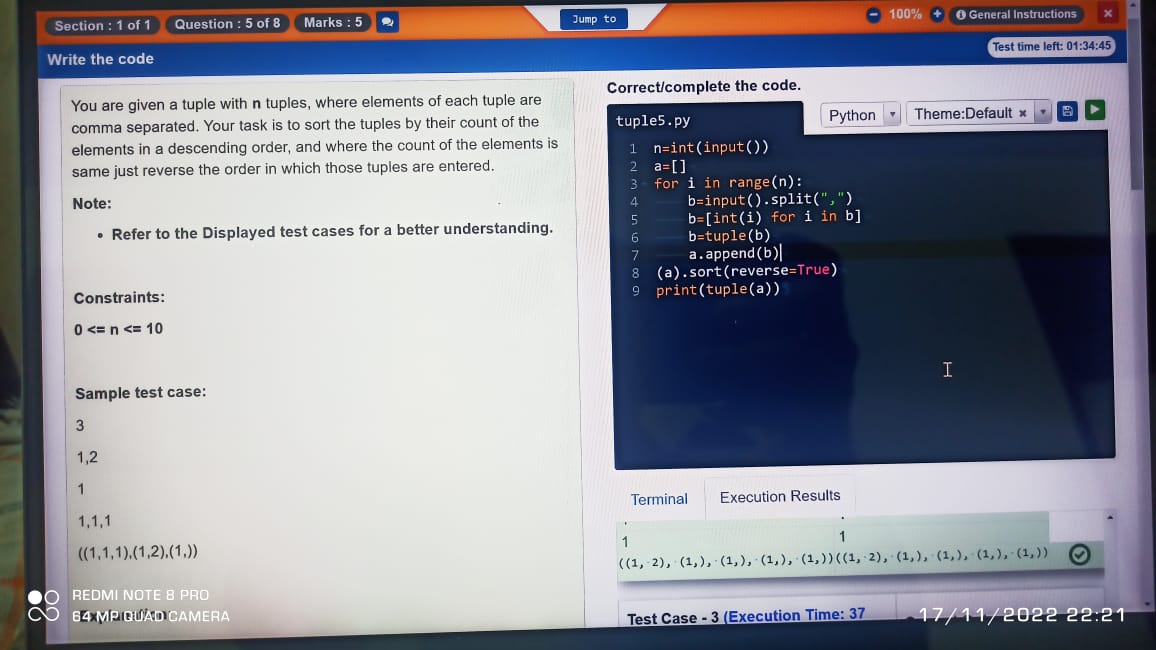 Section : 1 of 1
Question : 5 of 8
Marks : 5
Jump to
100%
General Instructions
Write the code
Test time left: 01:34:45
You are given a tuple with n tuples, where elements of each tuple are
comma separated. Your task is to sort the tuples by their count of the
elements in a descending order, and where the count of the elements is
same just reverse the order in which those tuples are entered.
Note:
• Refer to the Displayed test cases for a better understanding.
Constraints:
0 <= n <= 10
Sample test case:
3
1,2
1
1,1,1
((1,1,1),(1,2),(1,))
Correct/complete the code.
tuple5.py
Python
Theme:Default ×
1 n=int(input())
2 a=[]
3 for i in range(n):
4 b=input().split(",")
5 b=[int(i) for i in b]
6 b=tuple(b)
7 a.append(b)
8 (a).sort(reverse=True)
9 print(tuple(a))
Terminal
Execution Results
1 1
((1, 2), (1,), (1,), (1,), (1,))((1, 2), (1,), (1,), (1,), (1,))
Test Case - 3 (Execution Time: 37
REDMI NOTE 8 PRO
64 MP QUAD CAMERA
17/11/2022 22:21